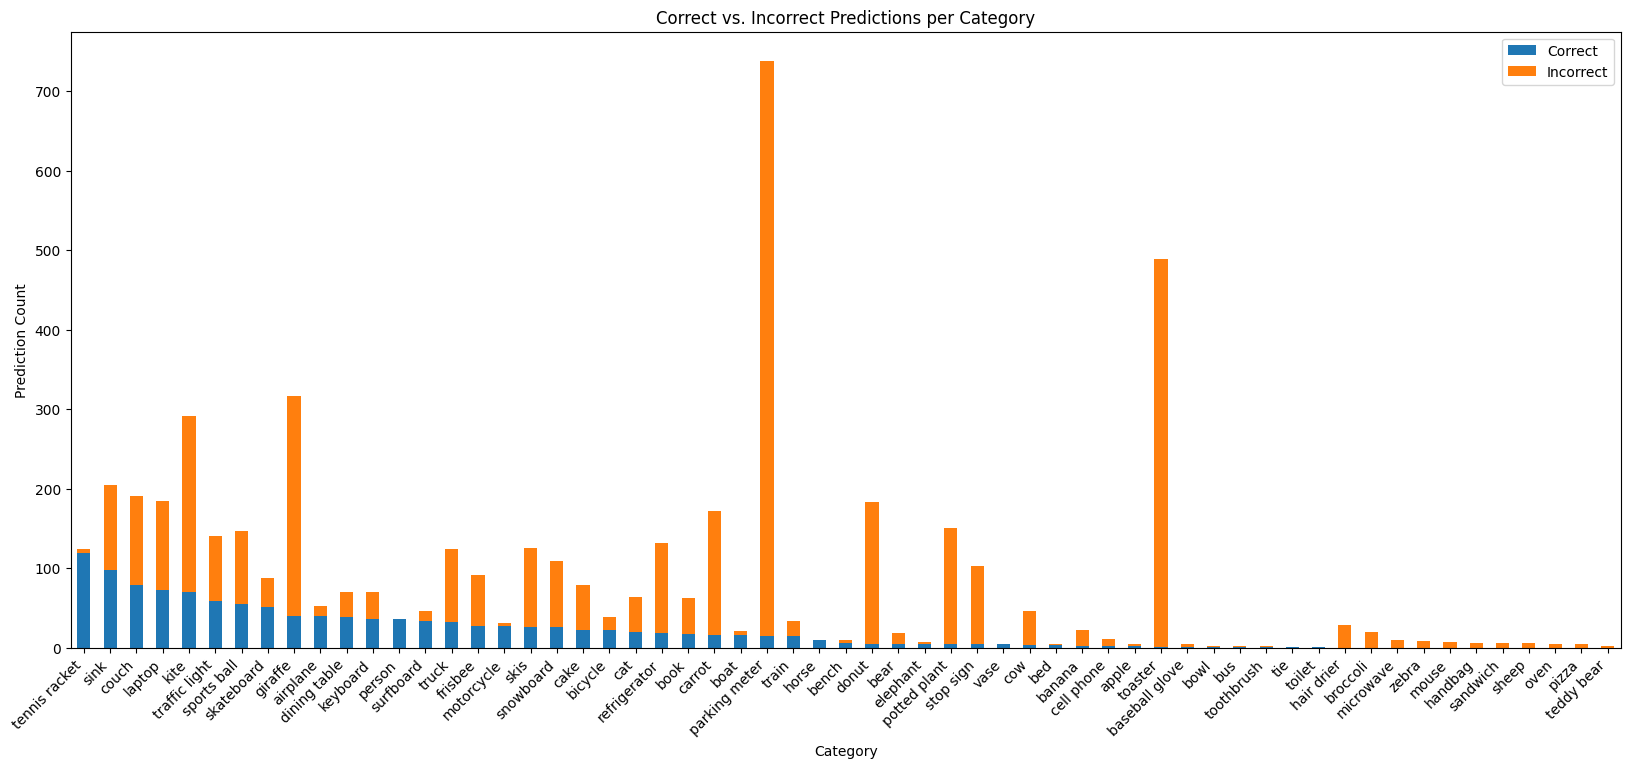 Correct vs. Incorrect Predictions per Category
Correct
Incorrect
Prediction Count
700
600
500
400
300
200
100
0
tennis racket
sink
couch
laptop
kite
traffic light
sports ball
skateboard
giraffe
airplane
dining table
keyboard
person
surfboard
truck
frisbee
motorcycle
skis
snowboard
cake
bicycle
cat
refrigerator
book
carrot
boat
parking meter
train
horse
bench
donut
bear
elephant
potted plant
stop sign
vase
cow
bed
banana
cell phone
apple
toaster
baseball glove
bowl
bus
toothbrush
tie
toilet
hair drier
broccoli
microwave
zebra
mouse
handbag
sandwich
sheep
oven
pizza
teddy bear
Category